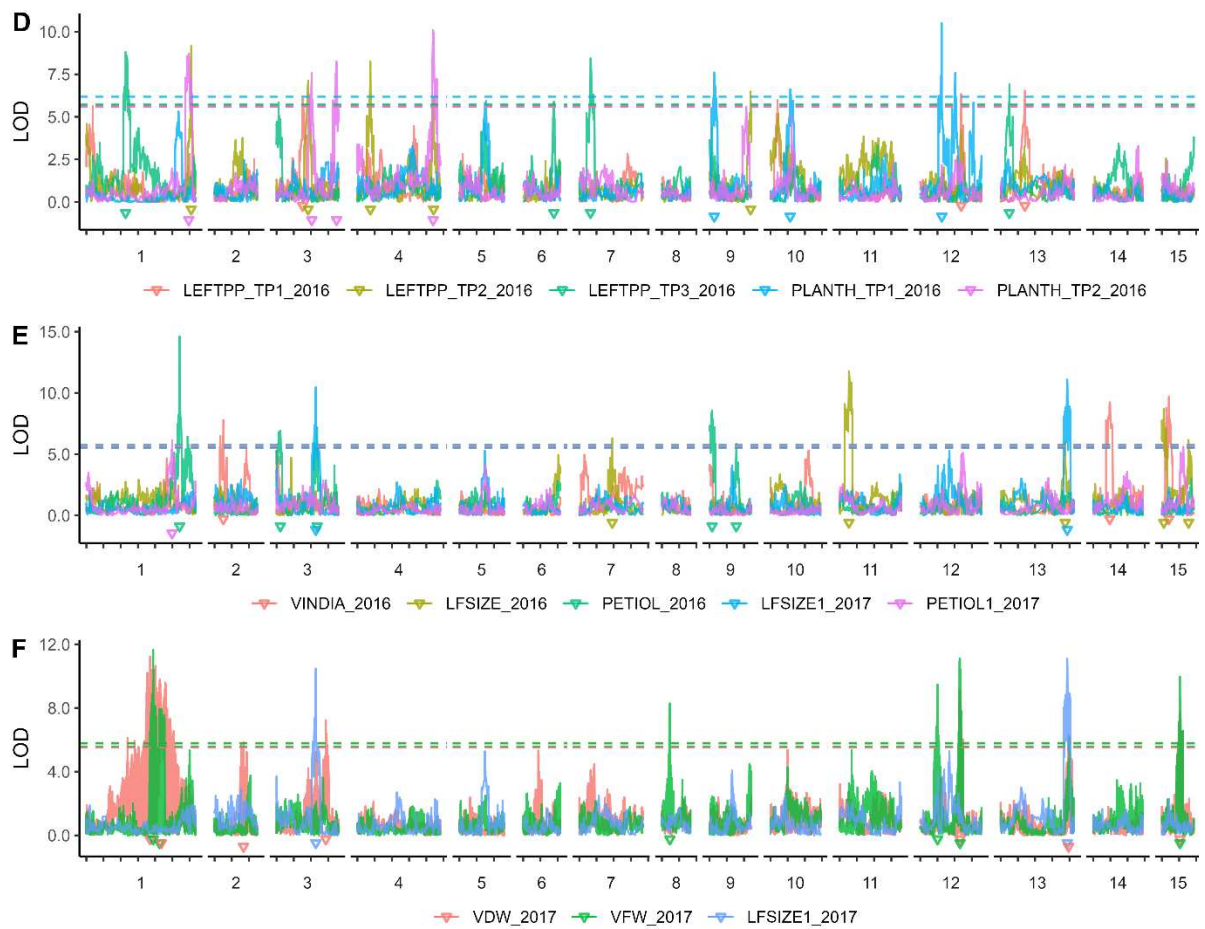 D
10.0
7.5
5.0
2.5
0.0
LOD
1 2 3 4 5 6 7 8 9 10 11 12 13 14 15
LEFTPP_TP1_2016 LEFTPP_TP2_2016 LEFTPP_TP3_2016 PLANTH_TP1_2016 PLANTH_TP2_2016
E
15.0
10.0
5.0
0.0
LOD
1 2 3 4 5 6 7 8 9 10 11 12 13 14 15
VINDIA_2016 LFSIZE_2016 PETIOL_2016 LFSIZE1_2017 PETIOL1_2017
F
12.0
8.0
4.0
0.0
LOD
1 2 3 4 5 6 7 8 9 10 11 12 13 14 15
VDW_2017 VFW_2017 LFSIZE1_2017